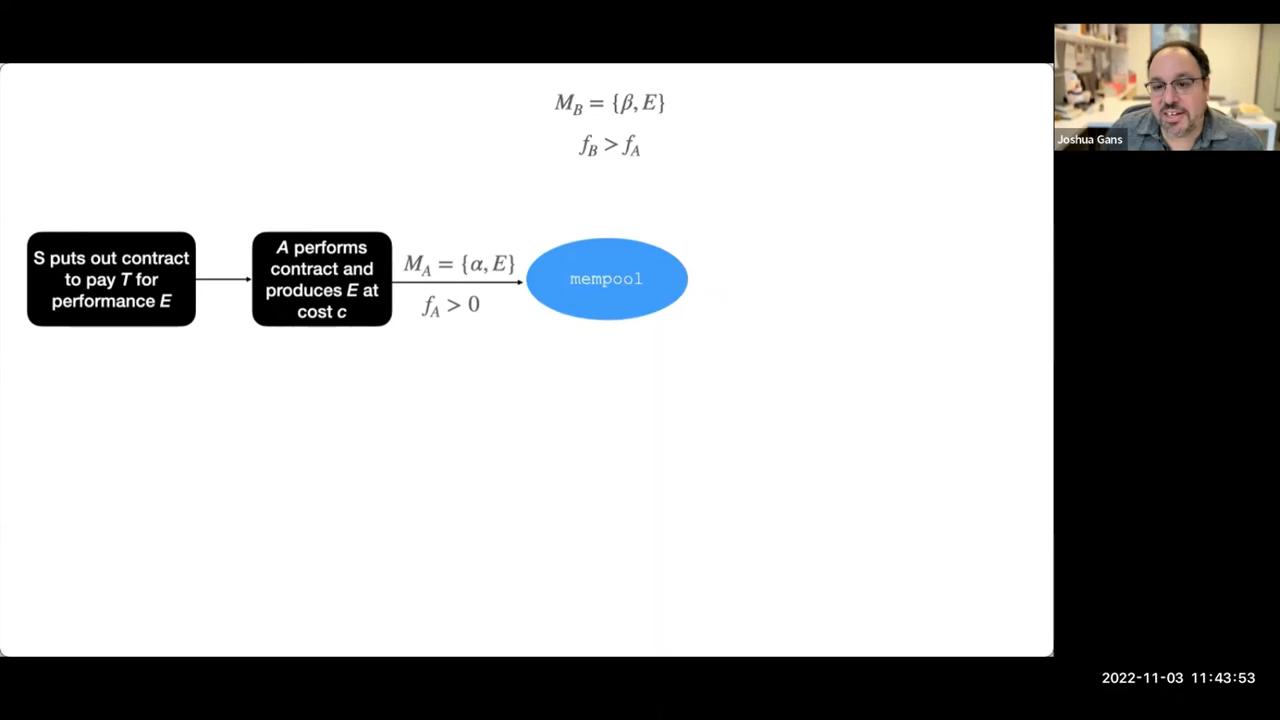 M_B = {β, E}
f_B > f_A
Joshua Gans
S puts out contract
to pay T for
performance E
A performs
contract and
produces E at
cost c
M_A = {α, E}
f_A > 0
mempool
2022-11-03 11:43:53